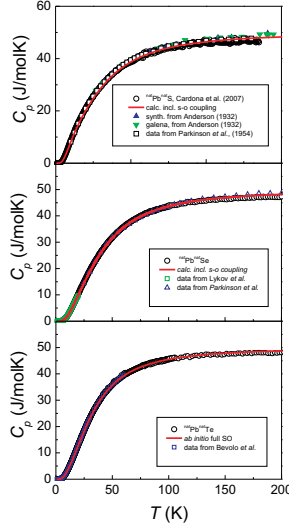 60
50
40
30
20
10
0
C_p (J/molK)
natPbnatS, Cardona et al. (2007)
calc. incl. s-o coupling
synth. from Anderson (1932)
galena, from Anderson (1932)
data from Parkinson et al., (1954)
50
40
30
20
10
0
C_p (J/molK)
natPbnatSe
calc. incl. s-o coupling
data from Lykov et al.
data from Parkinson et al.
50
40
30
20
10
0
C_p (J/molK)
natPbnatTe
ab initio full SO
data from Bevolo et al.
0 50 100 150 200
T (K)